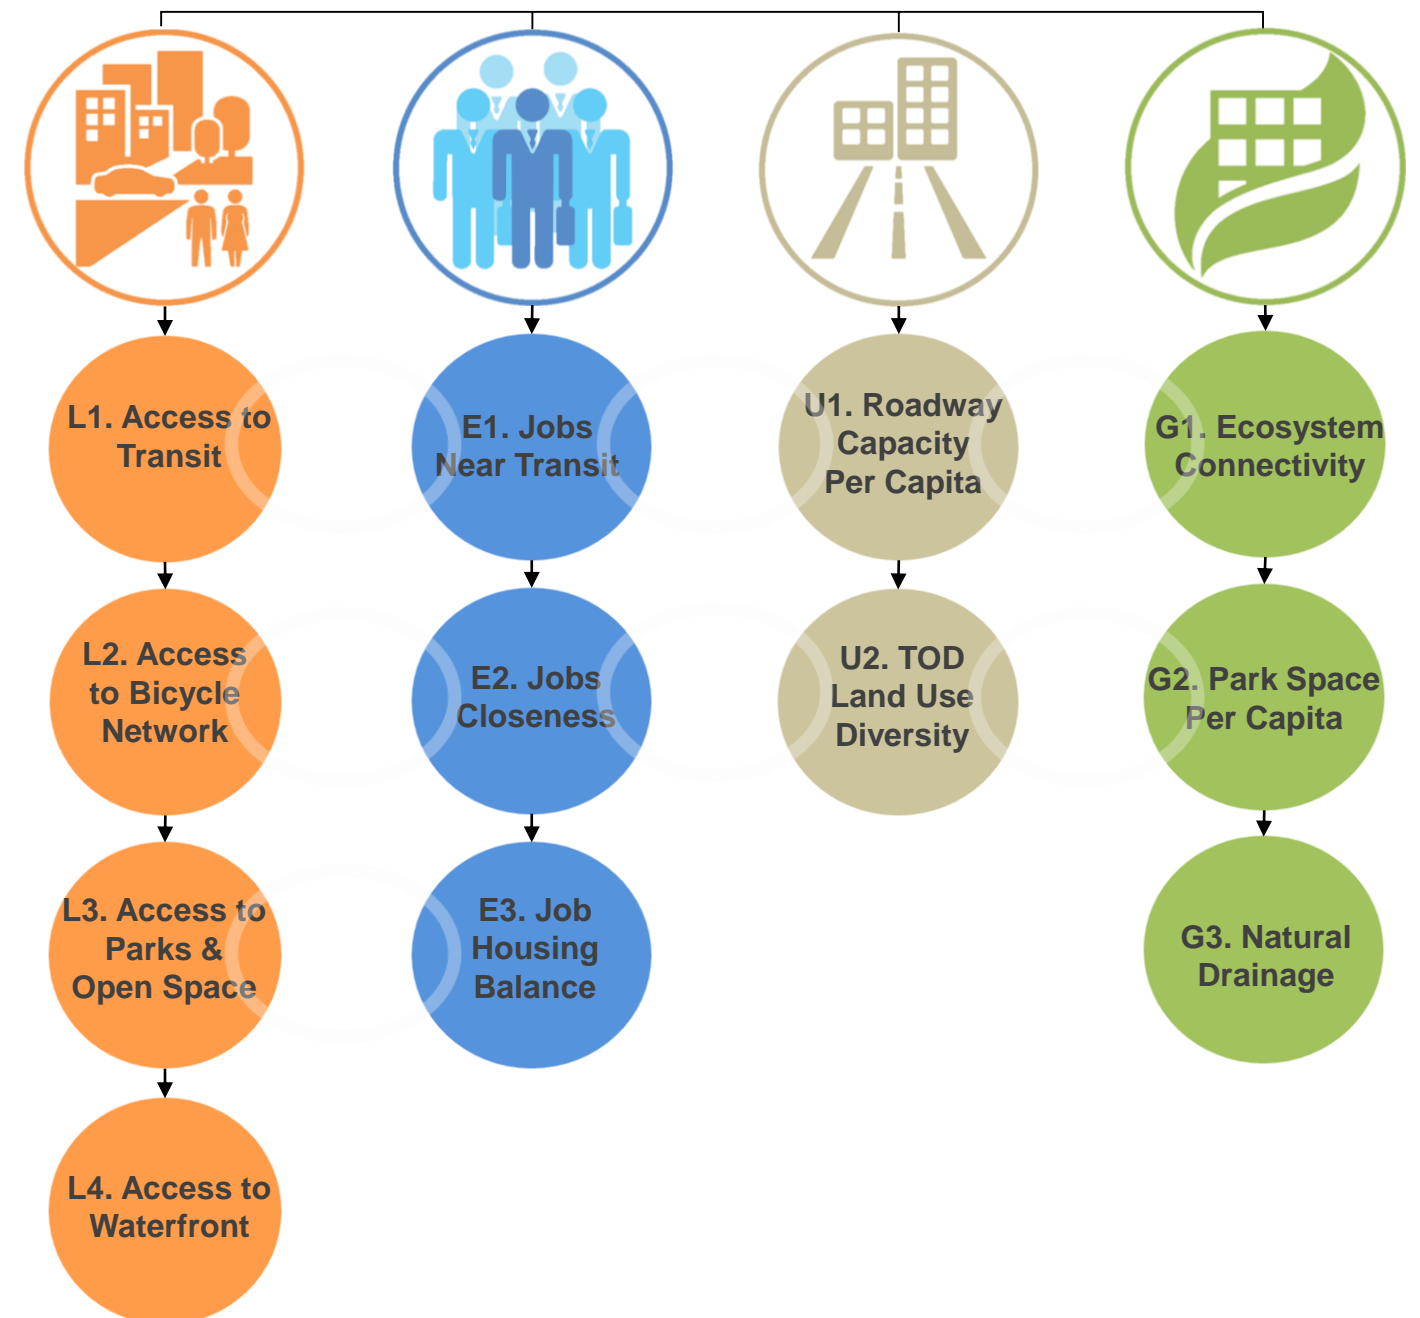 L1. Access to
Transit
L2. Access
to Bicycle
Network
L3. Access to
Parks &
Open Space
L4. Access to
Waterfront
E1. Jobs
Near Transit
E2. Jobs
Closeness
E3. Job
Housing
Balance
U1. Roadway
Capacity
Per Capita
U2. TOD
Land Use
Diversity
G1. Ecosystem
Connectivity
G2. Park Space
Per Capita
G3. Natural
Drainage